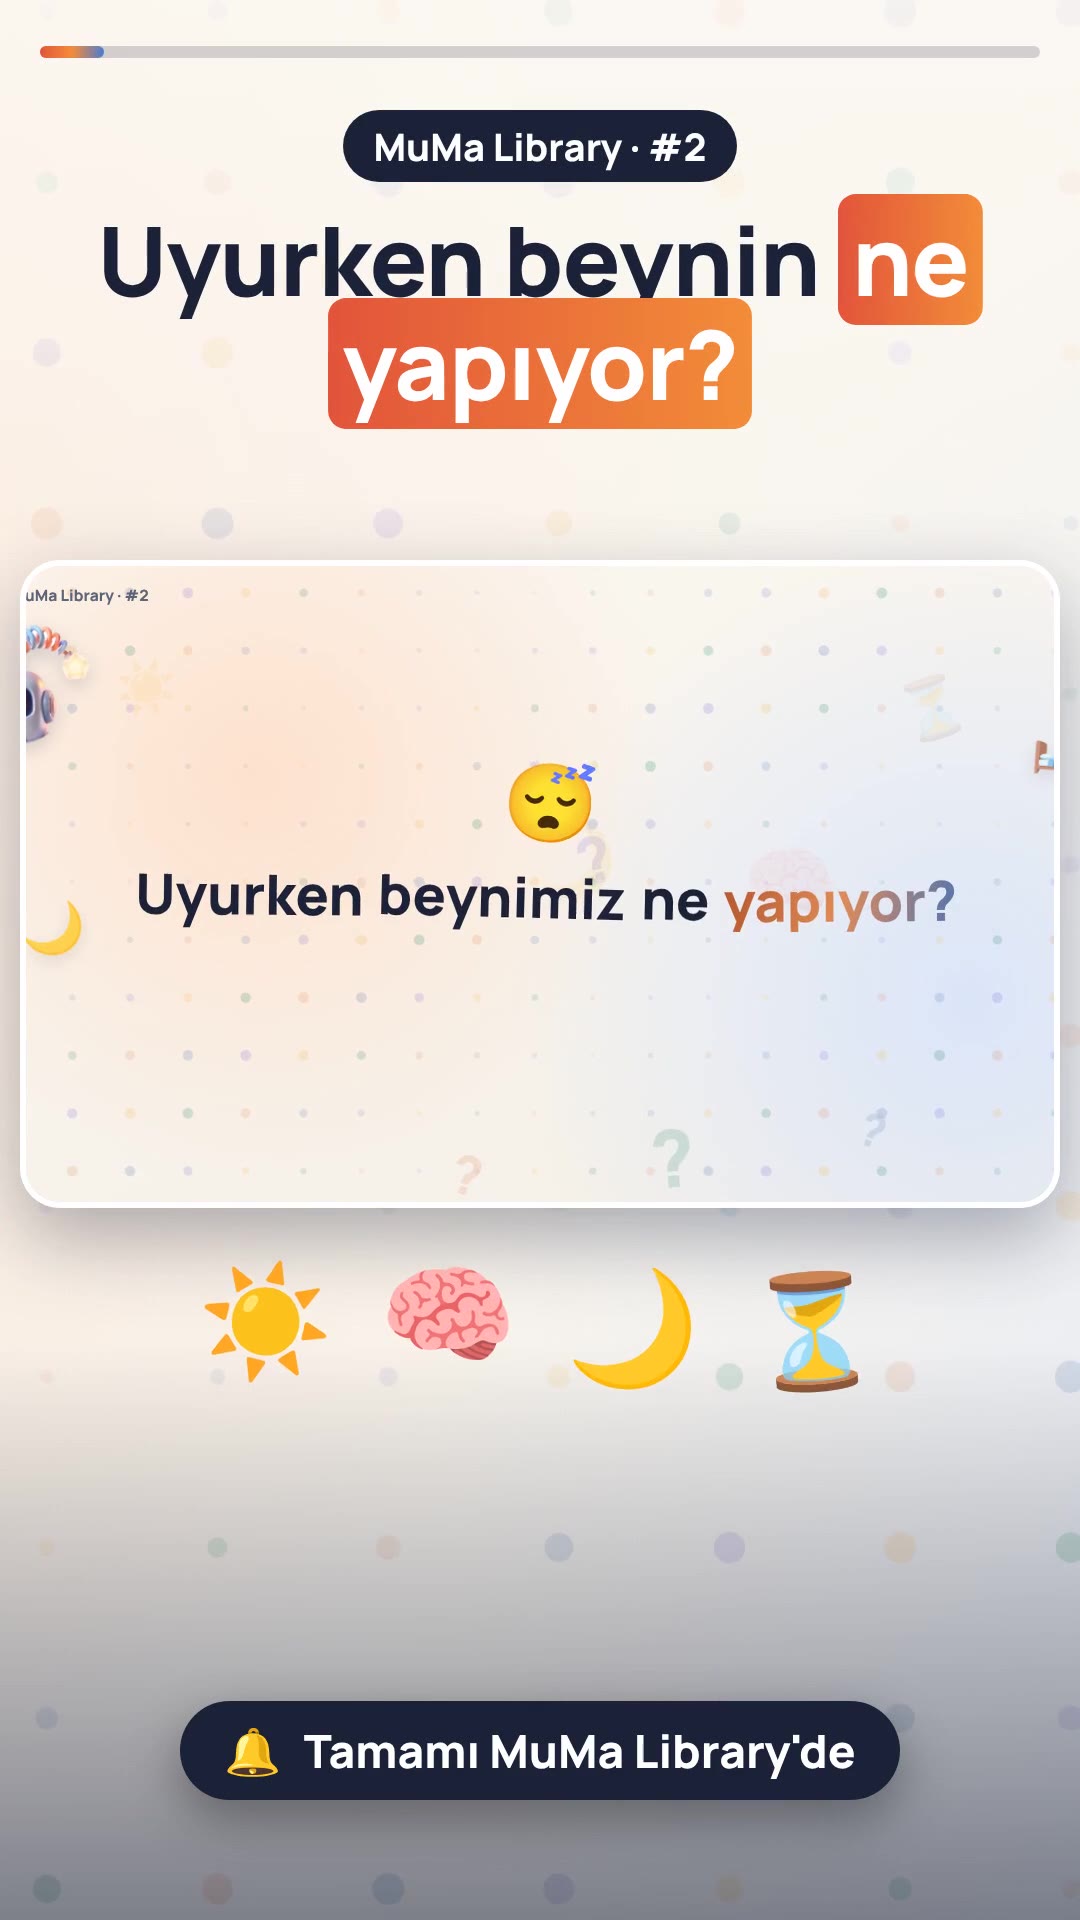 MuMa Library · #2
Uyurken beynin ne
yapıyor?
uMa Library · #2
Uyurken beynimiz ne yapıyor?
?
?
?
?
Tamamı MuMa Library'de